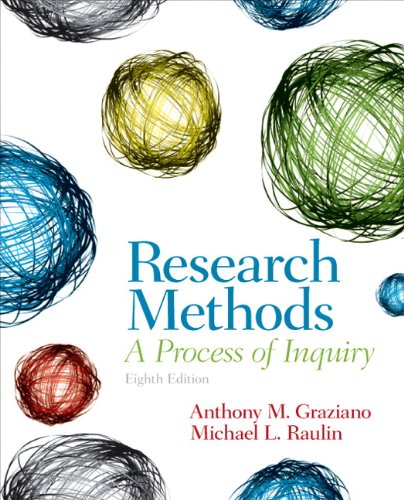 Research
Methods
A Process of Inquiry
Eighth Edition
Anthony M. Graziano
Michael L. Raulin